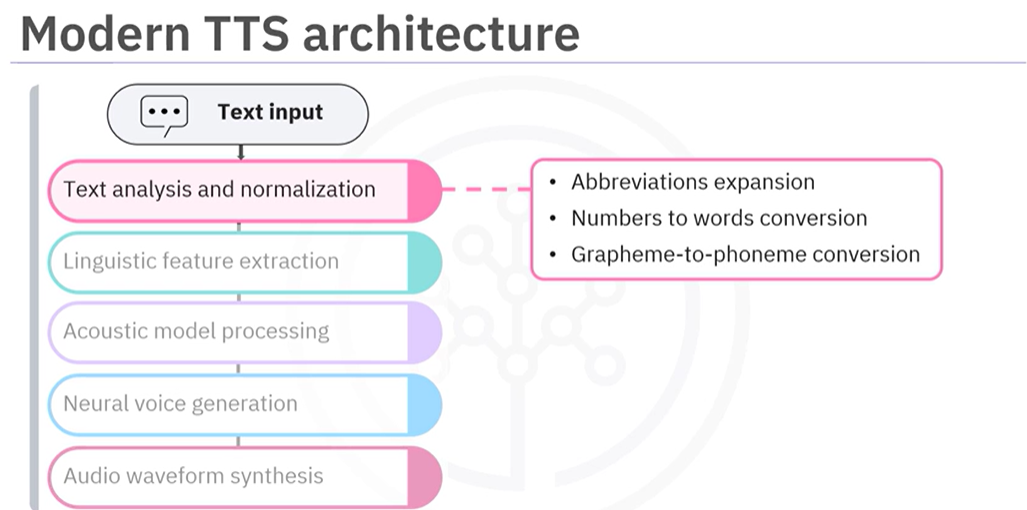 Modern TTS architecture
Text input
Text analysis and normalization
• Abbreviations expansion
• Numbers to words conversion
• Grapheme-to-phoneme conversion
Linguistic feature extraction
Acoustic model processing
Neural voice generation
Audio waveform synthesis